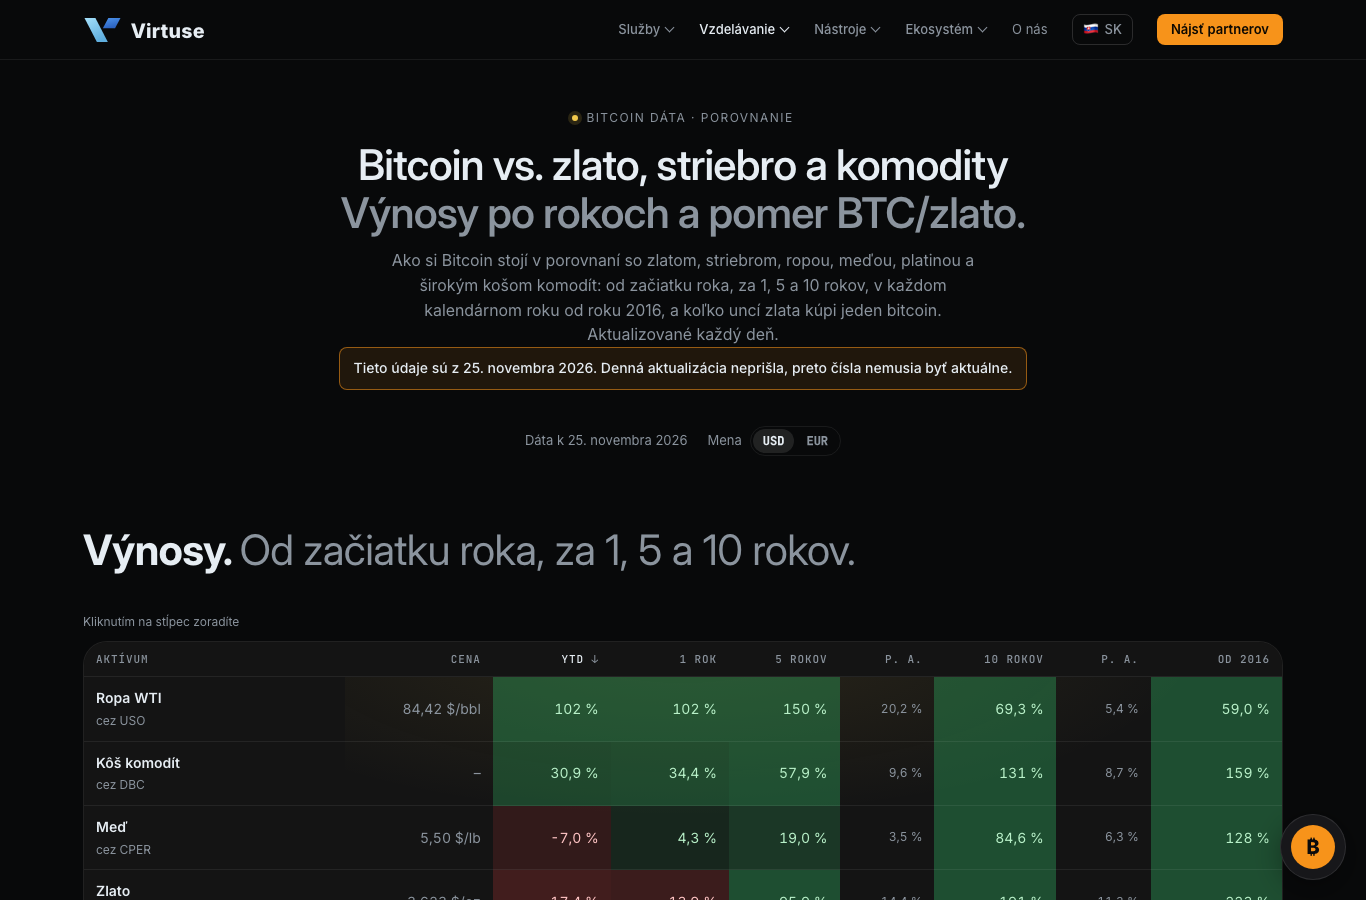 Virtuse
Služby
Vzdelávanie
Nástroje
Ekosystém
O nás
SK
Nájsť partnerov
BITCOIN DÁTA · POROVNANIE
Bitcoin vs. zlato, striebro a komodity
Výnosy po rokoch a pomer BTC/zlato.
Ako si Bitcoin stojí v porovnaní so zlatom, striebrom, ropou, meďou, platinou a
širokým košom komodít: od začiatku roka, za 1, 5 a 10 rokov, v každom
kalendárnom roku od roku 2016, a koľko uncí zlata kúpi jeden bitcoin.
Aktualizované každý deň.
Tieto údaje sú z 25. novembra 2026. Denná aktualizácia neprišla, preto čísla nemusia byť aktuálne.
Dáta k 25. novembra 2026 Mena USD EUR
Výnosy. Od začiatku roka, za 1, 5 a 10 rokov.
Kliknutím na stĺpec zoradíte
AKTÍVUM CENA YTD ↓ 1 ROK 5 ROKOV P. A. 10 ROKOV P. A. OD 2016
Ropa WTI
cez USO
84,42 $/bbl 102 % 102 % 150 % 20,2 % 69,3 % 5,4 % 59,0 %
Kôš komodít
cez DBC
– 30,9 % 34,4 % 57,9 % 9,6 % 131 % 8,7 % 159 %
Meď
cez CPER
5,50 $/lb -7,0 % 4,3 % 19,0 % 3,5 % 84,6 % 6,3 % 128 %
Zlato